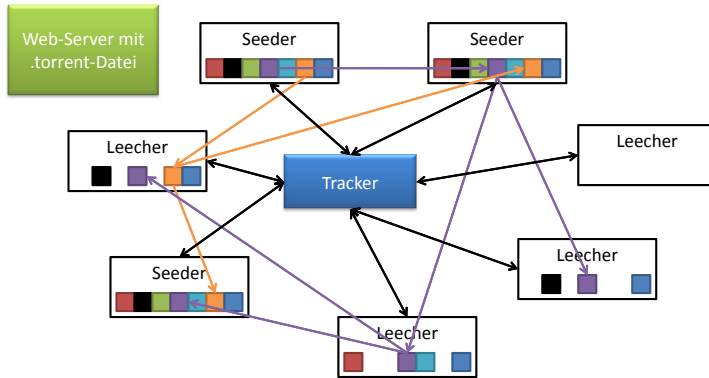 Web-Server mit
.torrent-Datei
Seeder
Seeder
Leecher
Leecher
Tracker
Leecher
Seeder
Leecher